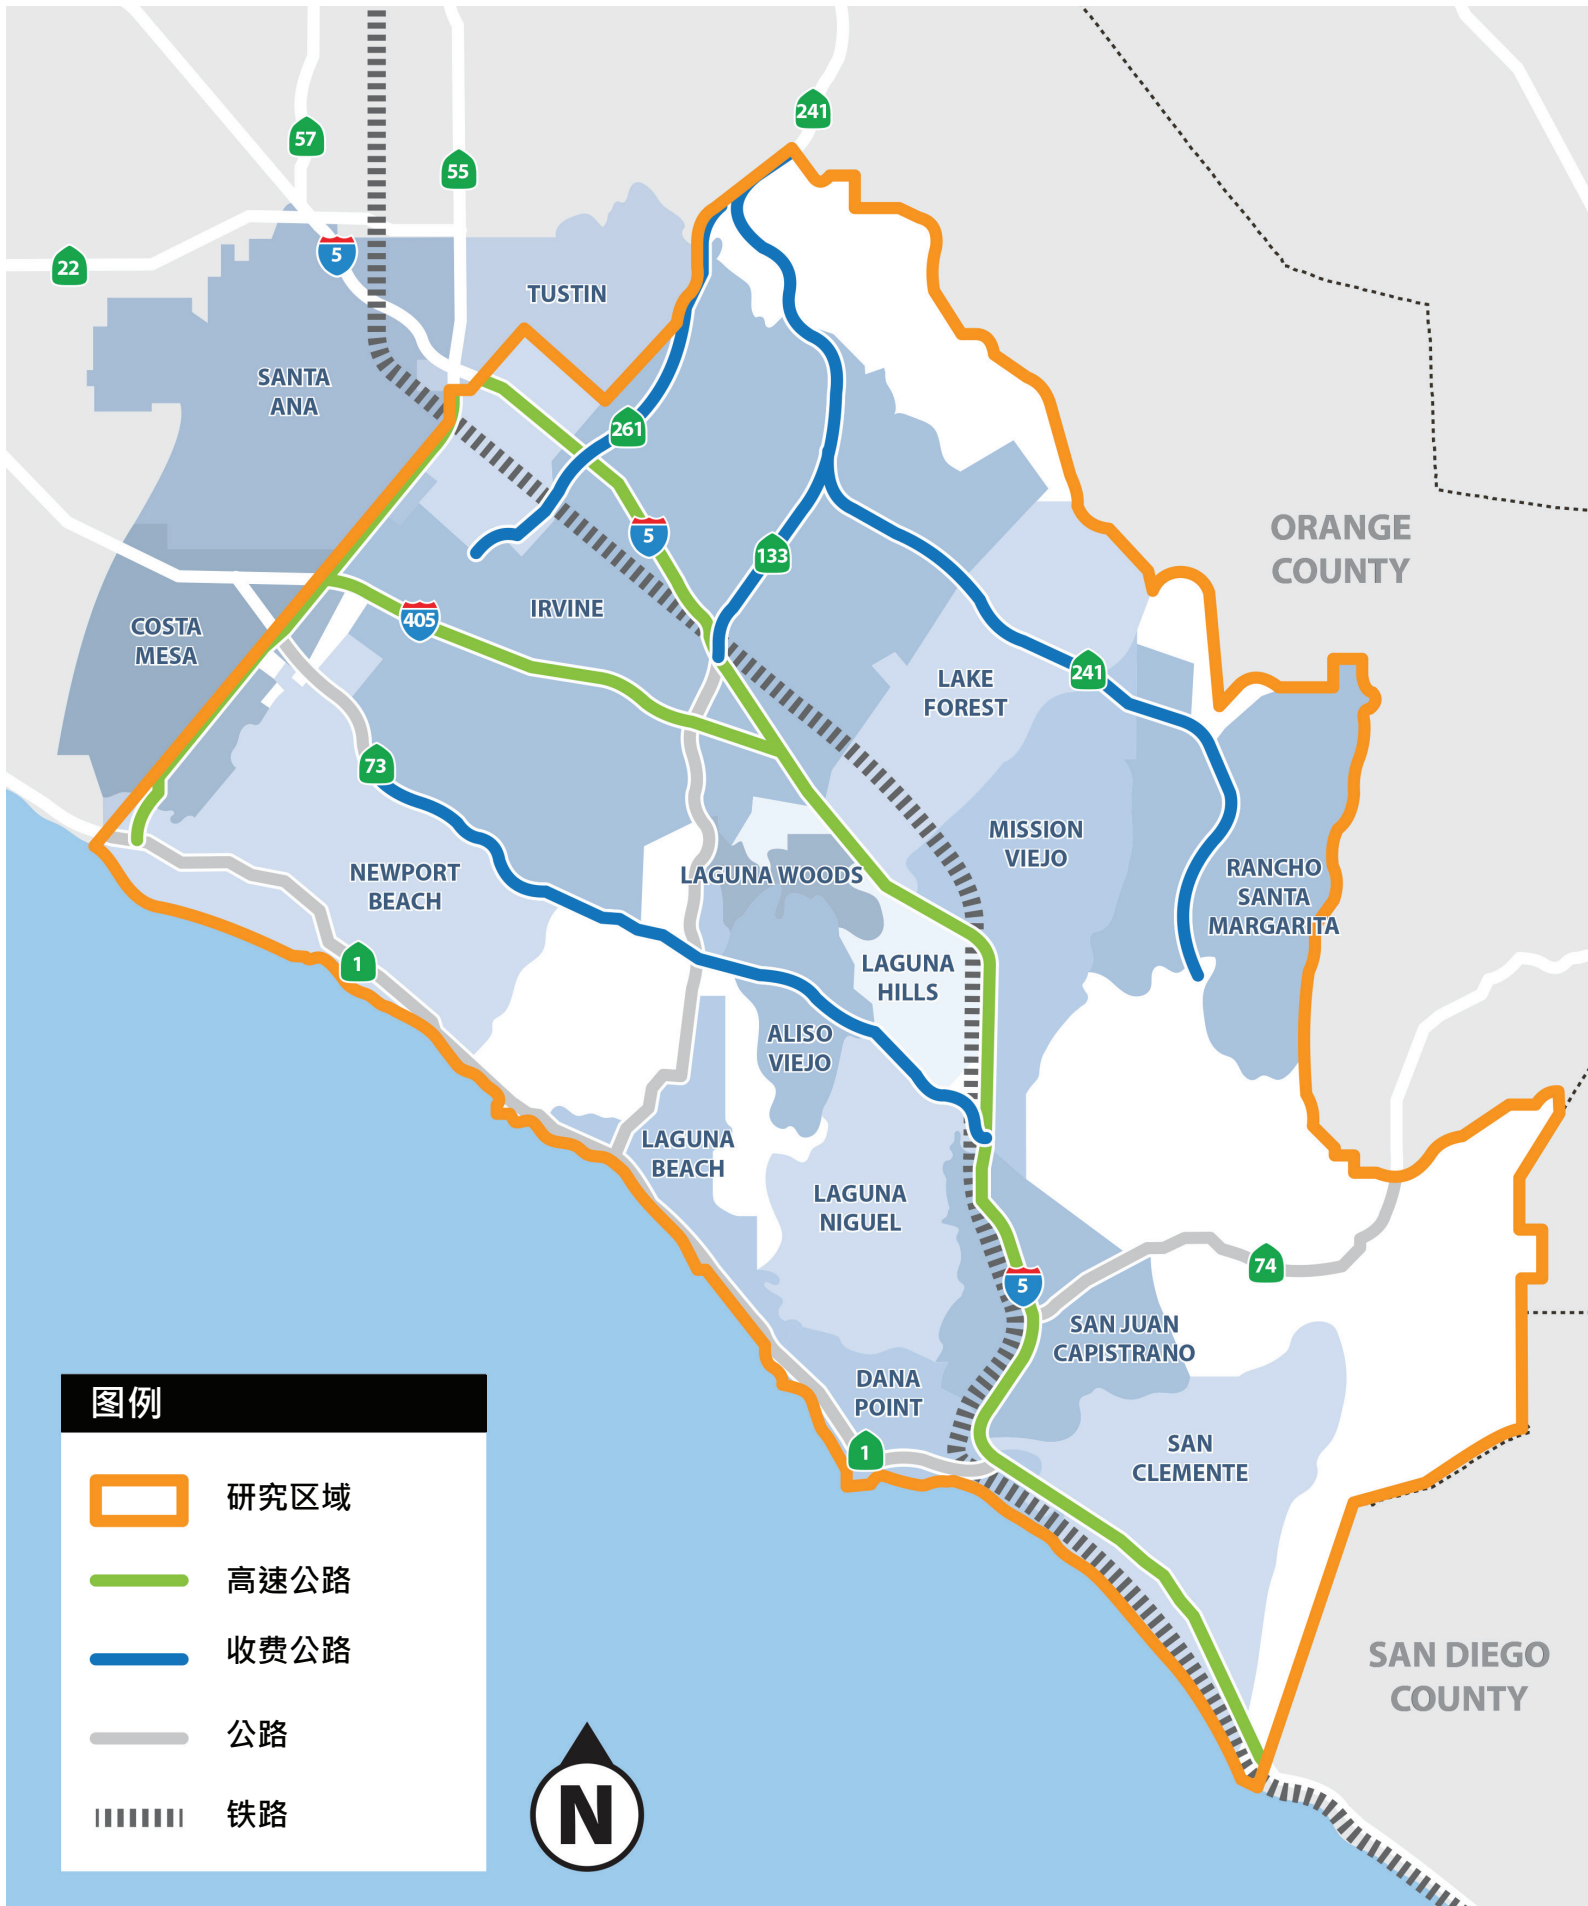 241
57
55
22
5
TUSTIN
SANTA
ANA
261
5
133
ORANGE
COUNTY
405
IRVINE
COSTA
MESA
241
LAKE
FOREST
73
MISSION
VIEJO
NEWPORT
BEACH
LAGUNA WOODS
RANCHO
SANTA
MARGARITA
1
LAGUNA
HILLS
ALISO
VIEJO
LAGUNA
BEACH
LAGUNA
NIGUEL
74
5
SAN JUAN
CAPISTRANO
DANA
POINT
1
SAN
CLEMENTE
SAN DIEGO
COUNTY
图例
研究区域
高速公路
收费公路
公路
铁路
N